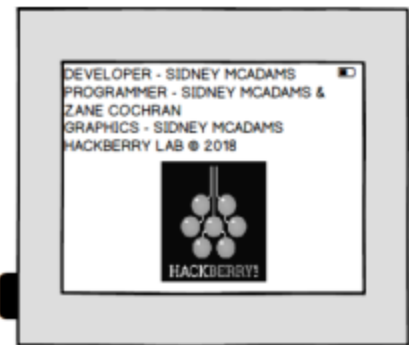 DEVELOPER - SIDNEY MCADAMS
PROGRAMMER - SIDNEY MCADAMS &
ZANE COCHRAN
GRAPHICS - SIDNEY MCADAMS
HACKBERRY LAB © 2018
HACKBERRY